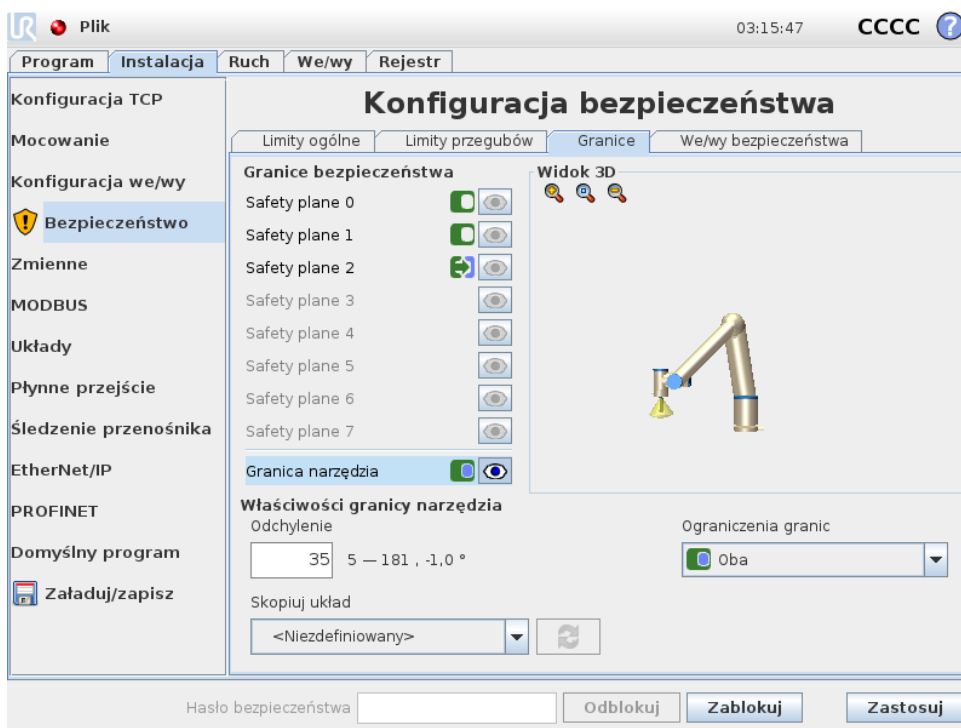 UR Plik 03:15:47 CCCC ?
Program Instalacja Ruch We/wy Rejestr
Konfiguracja TCP
Mocowanie
Konfiguracja we/wy
Bezpieczeństwo
Zmienne
MODBUS
Układy
Płynne przejście
Śledzenie przenośnika
EtherNet/IP
PROFINET
Domyślny program
Załaduj/zapisz
Konfiguracja bezpieczeństwa
Limity ogólne Limity przegubów Granice We/wy bezpieczeństwa
Granice bezpieczeństwa
Safety plane 0
Safety plane 1
Safety plane 2
Safety plane 3
Safety plane 4
Safety plane 5
Safety plane 6
Safety plane 7
Granica narzędzia
Widok 3D
Właściwości granicy narzędzia
Odchylenie
35 5 — 181 , -1,0 °
Skopiuj układ
<Niezdefiniowany>
Ograniczenia granic
Oba
Hasło bezpieczeństwa Odblokuj Zablokuj Zastosuj